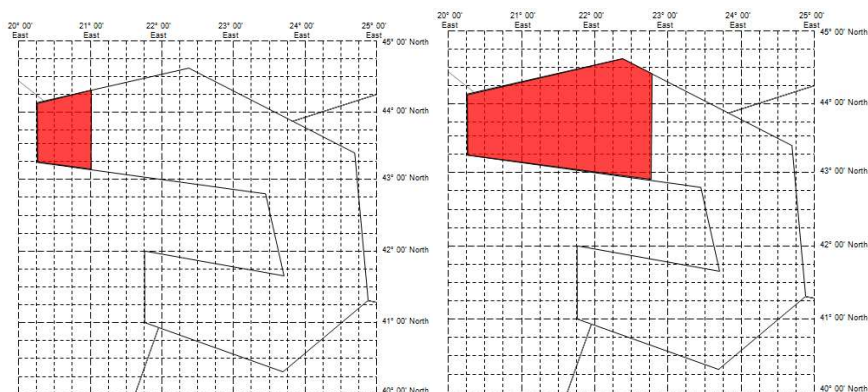 20° 00' East
21° 00' East
22° 00' East
23° 00' East
24° 00' East
25° 00' East
45° 00' North
44° 00' North
43° 00' North
42° 00' North
41° 00' North
40° 00' North
20° 00' East
21° 00' East
22° 00' East
23° 00' East
24° 00' East
25° 00' East
45° 00' North
44° 00' North
43° 00' North
42° 00' North
41° 00' North
40° 00' North